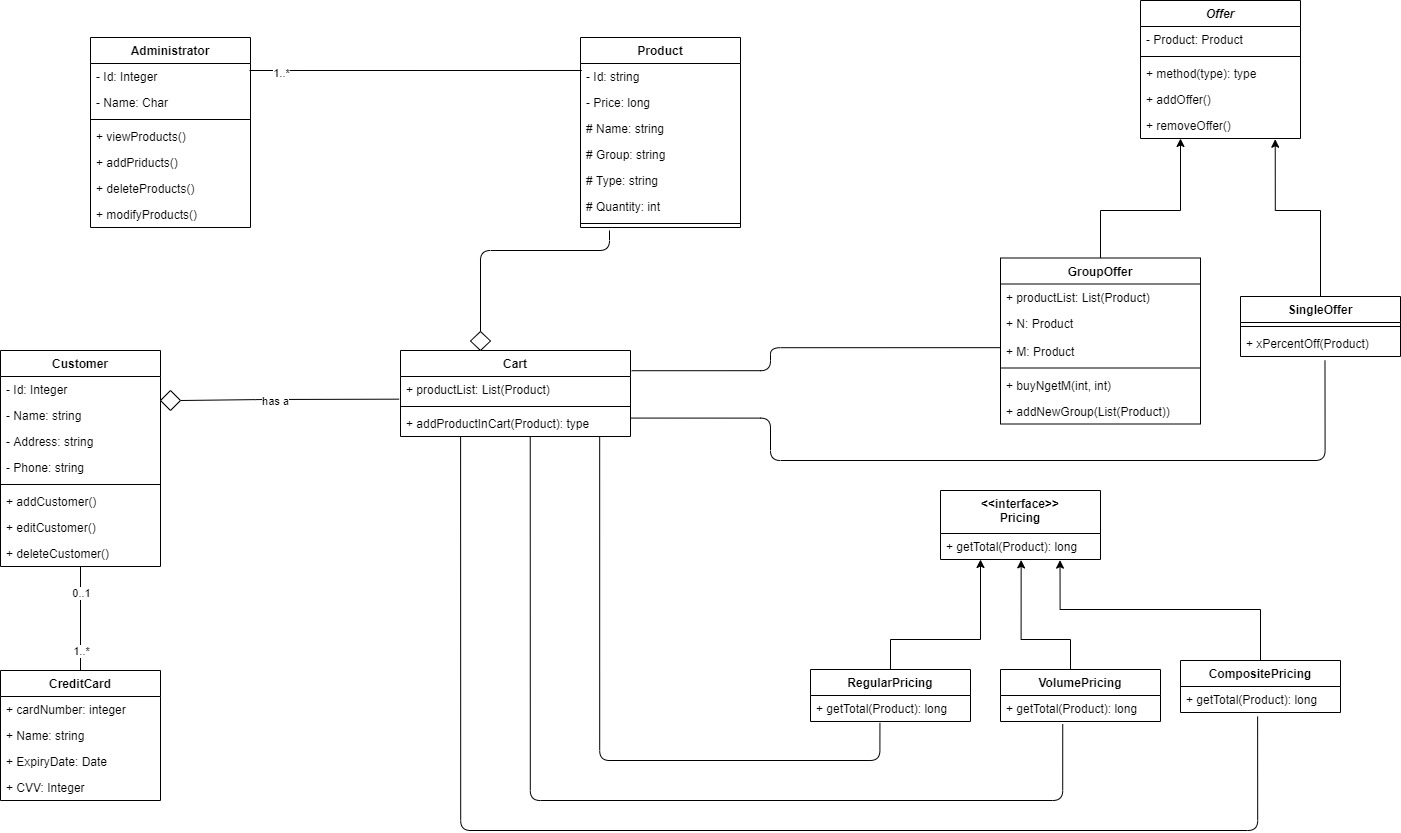 Offer
- Product: Product
+ method(type): type
+ addOffer()
+ removeOffer()
Administrator
- Id: Integer
- Name: Char
+ viewProducts()
+ addPriducts()
+ deleteProducts()
+ modifyProducts()
1..*
Product
- Id: string
- Price: long
# Name: string
# Group: string
# Type: string
# Quantity: int
GroupOffer
+ productList: List(Product)
+ N: Product
+ M: Product
+ buyNgetM(int, int)
+ addNewGroup(List(Product))
SingleOffer
+ xPercentOff(Product)
Customer
- Id: Integer
- Name: string
- Address: string
- Phone: string
+ addCustomer()
+ editCustomer()
+ deleteCustomer()
has a
Cart
+ productList: List(Product)
+ addProductInCart(Product): type
<<interface>>
Pricing
+ getTotal(Product): long
0..1
1..*
CreditCard
+ cardNumber: integer
+ Name: string
+ ExpiryDate: Date
+ CVV: Integer
RegularPricing
+ getTotal(Product): long
VolumePricing
+ getTotal(Product): long
CompositePricing
+ getTotal(Product): long